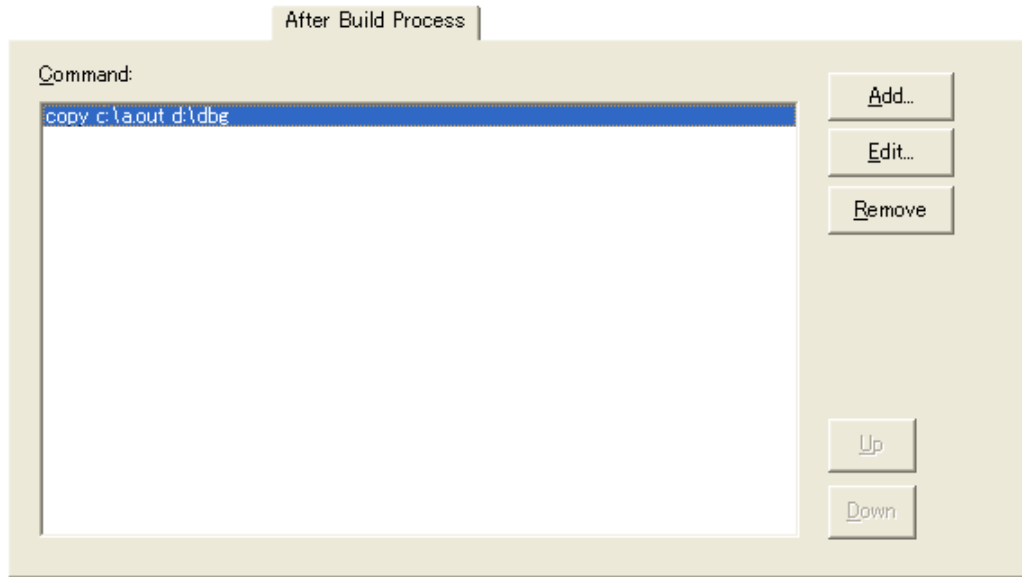 After Build Process
Command:
copy c:\a.out d:\dbg
Add...
Edit...
Remove
Up
Down